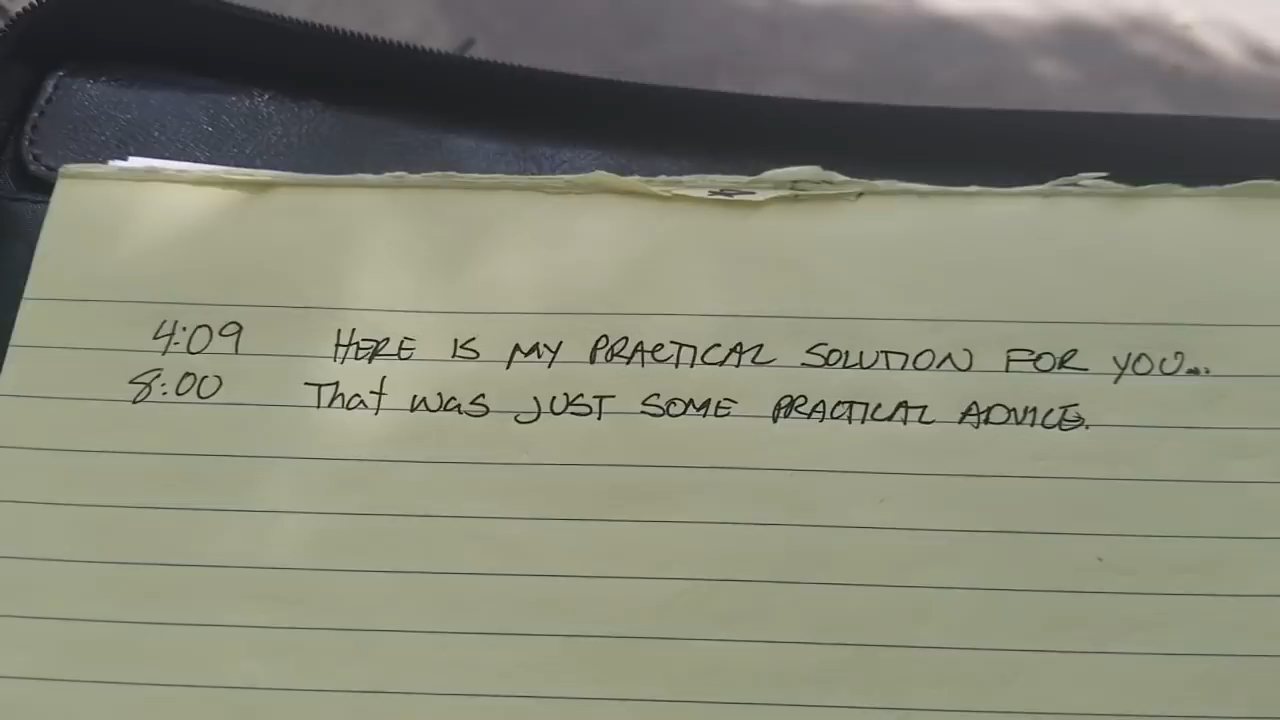 4:09 HERE IS MY PRACTICAL SOLUTION FOR YOU...
8:00 That was JUST SOME PRACTICAL ADVICE.